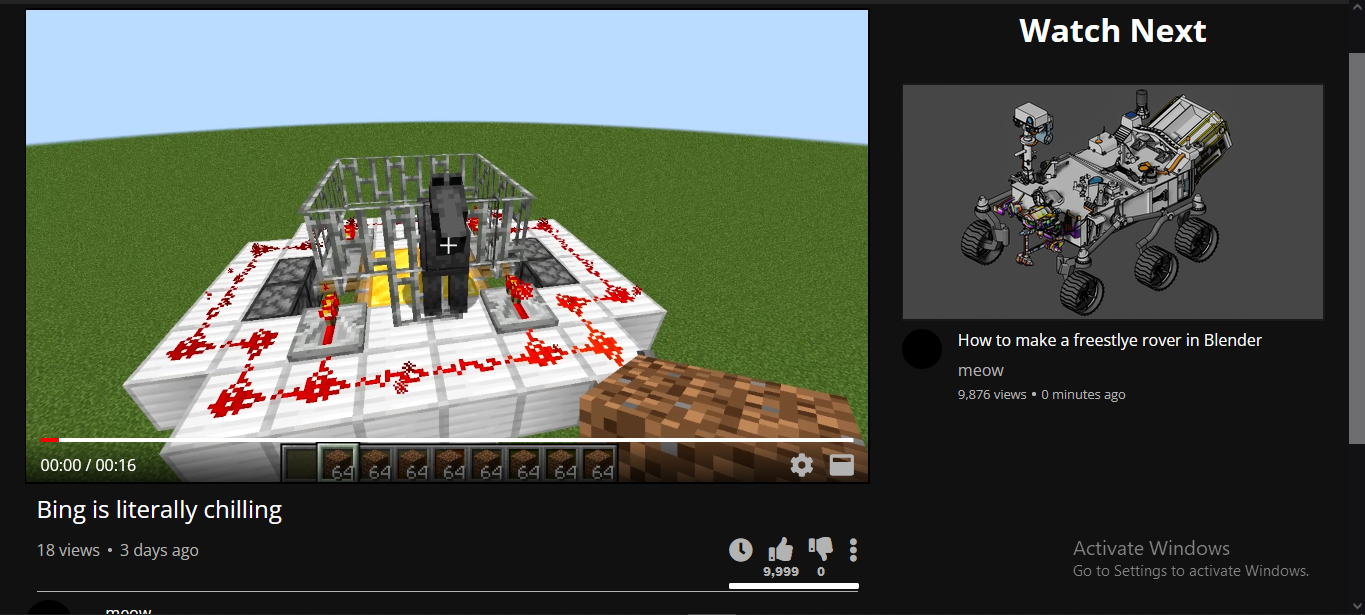 Watch Next
64 64 64 64 64 64 64 64
00:00 / 00:16
Bing is literally chilling
18 views • 3 days ago
9,999 0
meow
How to make a freestlye rover in Blender
meow
9,876 views • 0 minutes ago
Activate Windows
Go to Settings to activate Windows.